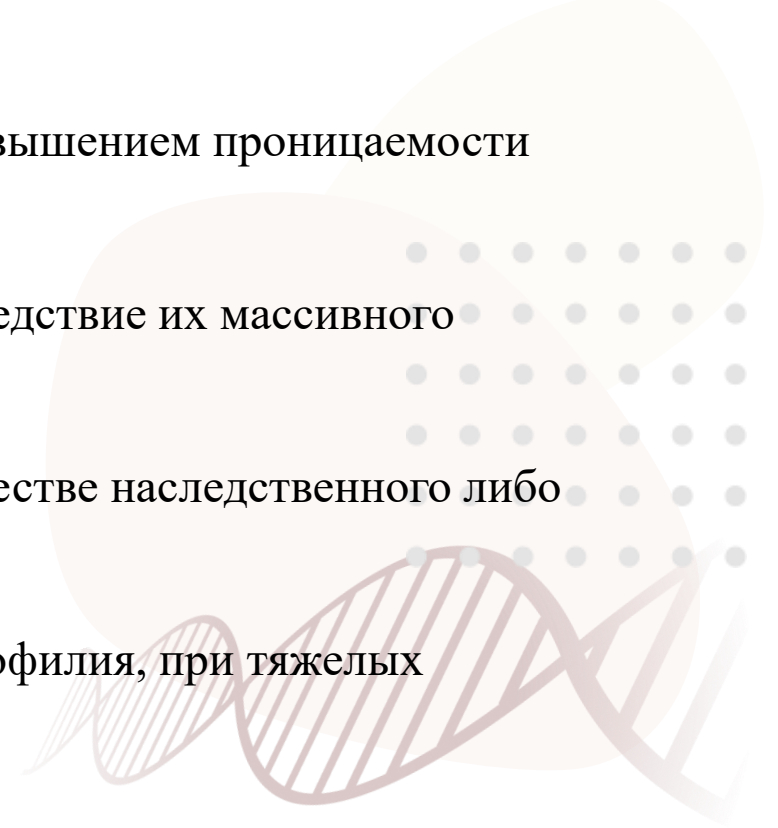 вышением проницаемости
едствие их массивного
естве наследственного либо
офилия, при тяжелых